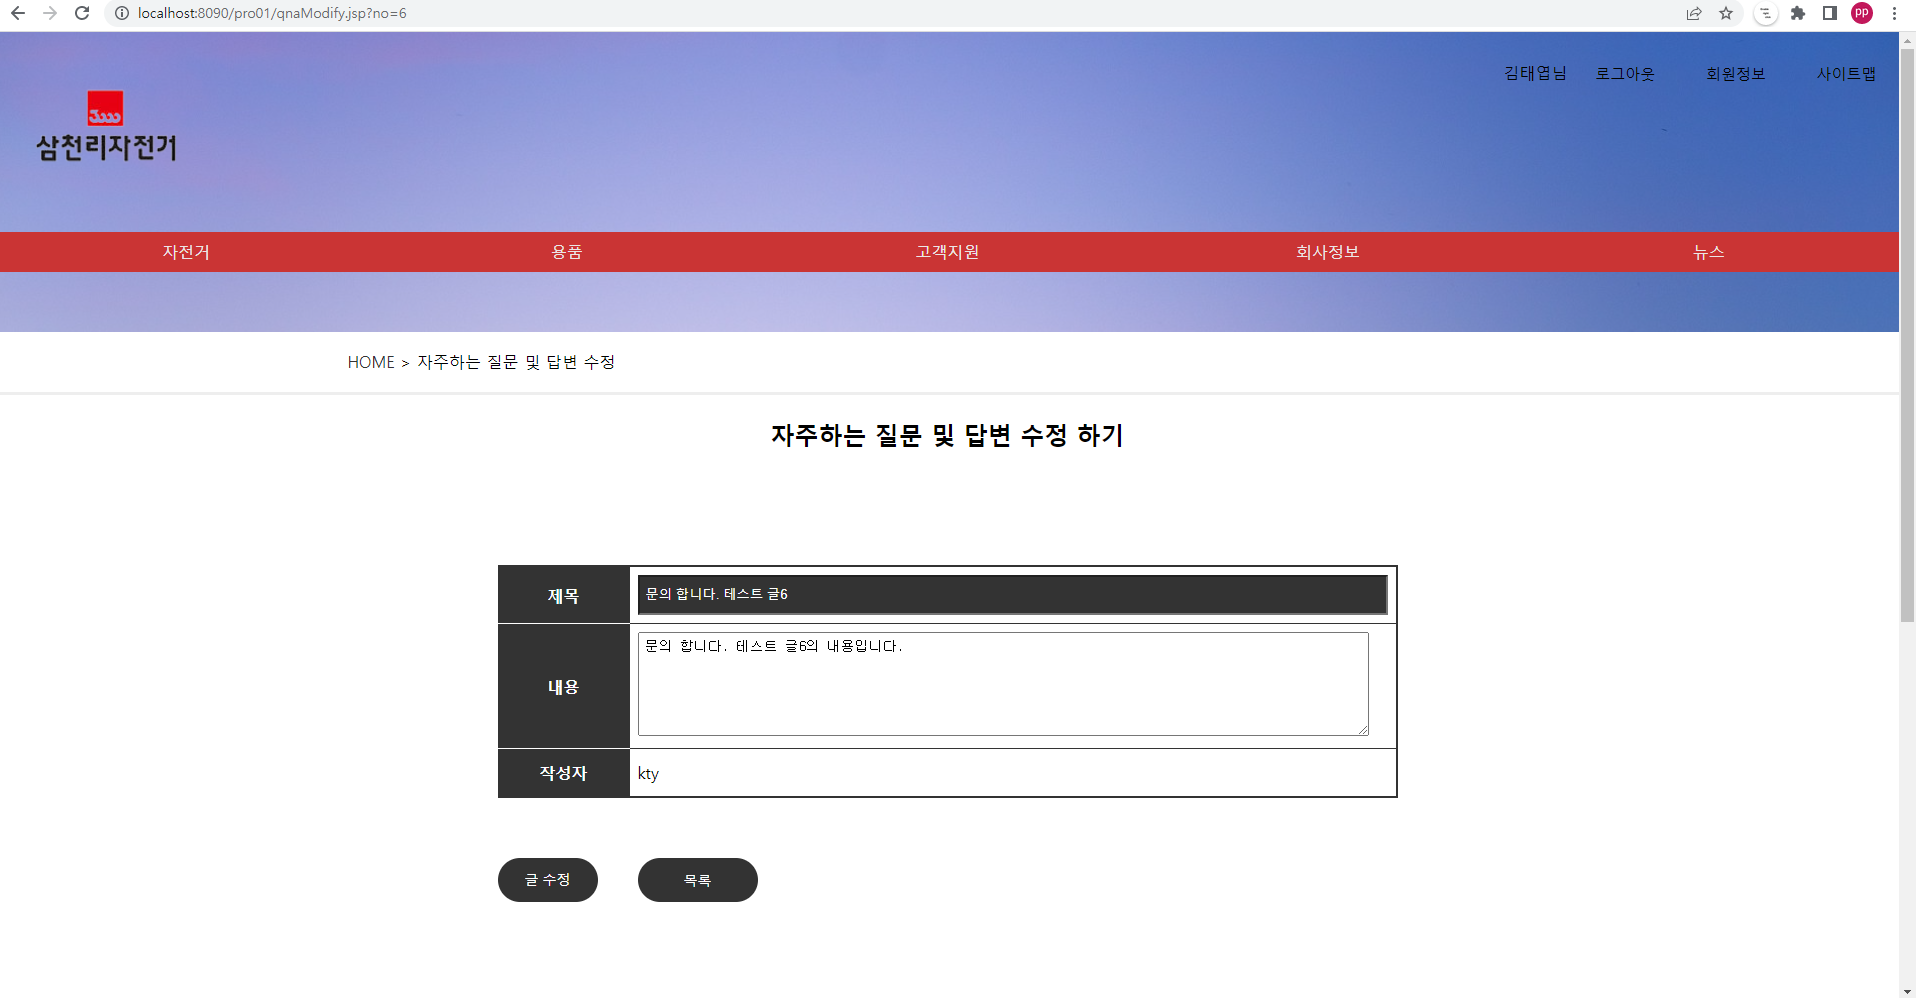 localhost:8090/pro01/qnaModify.jsp?no=6
pp
김태엽님 로그아웃 회원정보 사이트맵
3000
삼천리자전거
자전거 용품 고객지원 회사정보 뉴스
HOME > 자주하는 질문 및 답변 수정
자주하는 질문 및 답변 수정 하기
제목 문의 합니다. 테스트 글6
내용 문의 합니다. 테스트 글6의 내용입니다.
작성자 kty
글 수정 목록